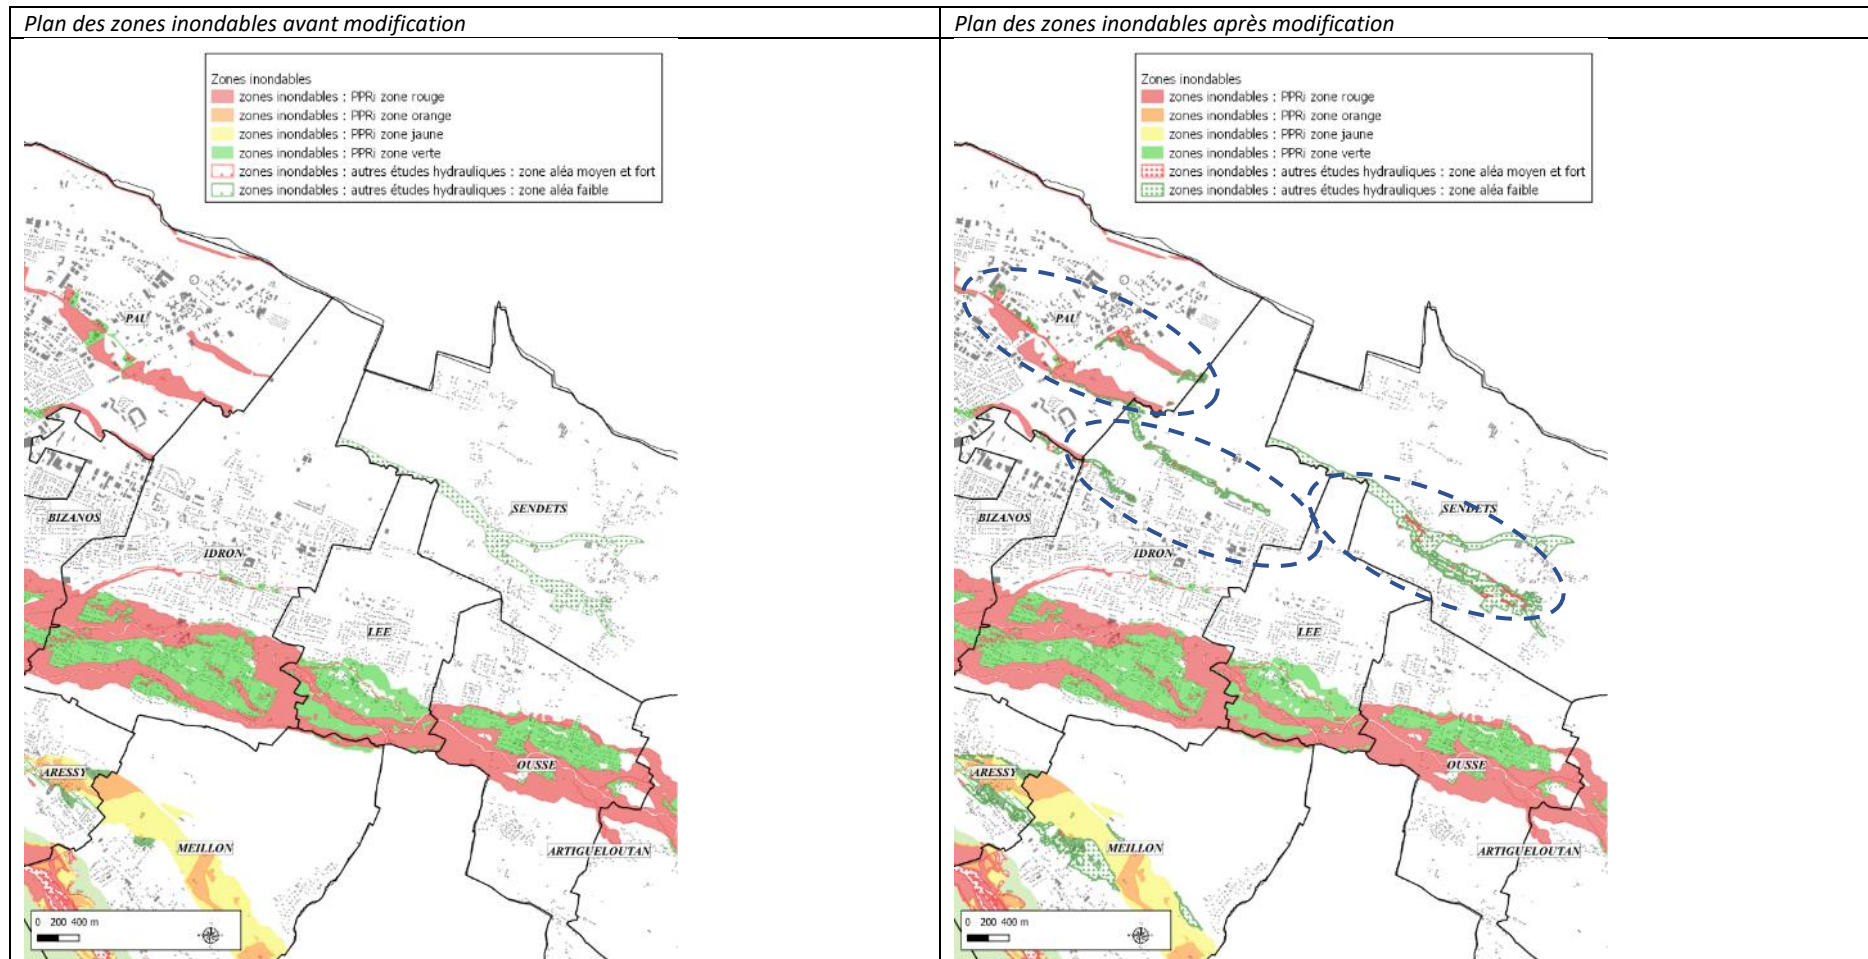 Plan des zones inondables avant modification
Zones inondables
zones inondables : PPRi zone rouge
zones inondables : PPRi zone orange
zones inondables : PPRi zone jaune
zones inondables : PPRi zone verte
zones inondables : autres études hydrauliques : zone aléa moyen et fort
zones inondables : autres études hydrauliques : zone aléa faible
PAU
SENDETS
BIZANOS
IDRON
LEE
OUSSE
ARESSY
MEILLON
ARTIGUELOUTAN
0 200 400 m
Plan des zones inondables après modification
Zones inondables
zones inondables : PPRi zone rouge
zones inondables : PPRi zone orange
zones inondables : PPRi zone jaune
zones inondables : PPRi zone verte
zones inondables : autres études hydrauliques : zone aléa moyen et fort
zones inondables : autres études hydrauliques : zone aléa faible
PAU
SENDETS
BIZANOS
IDRON
LEE
OUSSE
ARESSY
MEILLON
ARTIGUELOUTAN
0 200 400 m